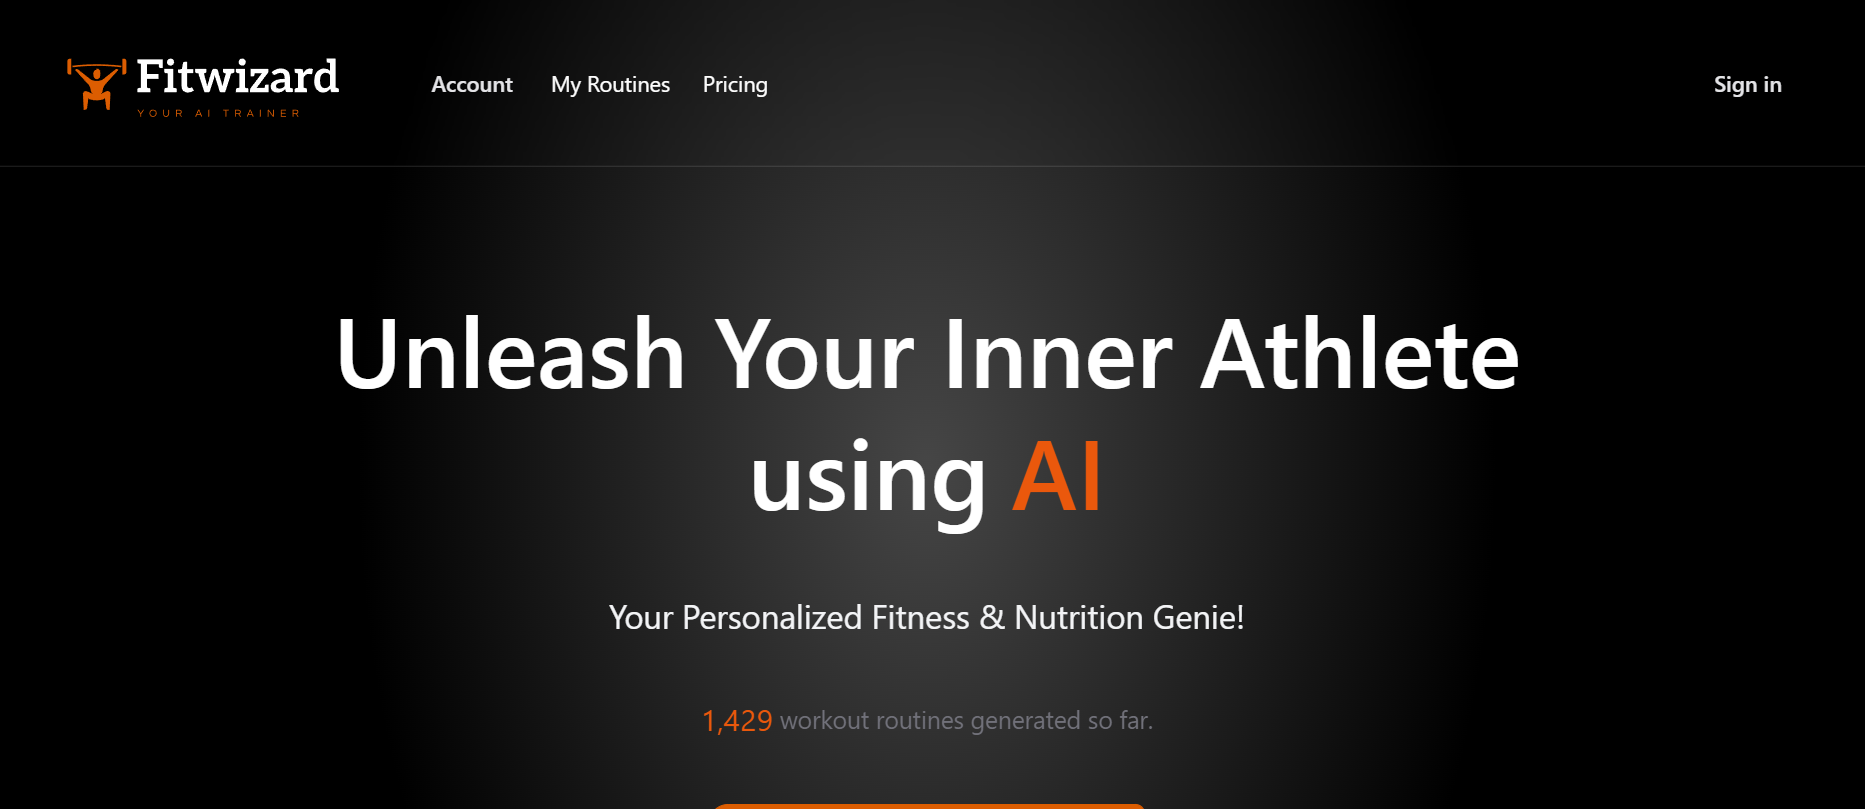 Fitwizard
YOUR AI TRAINER
Account
My Routines
Pricing
Sign in
Unleash Your Inner Athlete
using AI
Your Personalized Fitness & Nutrition Genie!
1,429 workout routines generated so far.